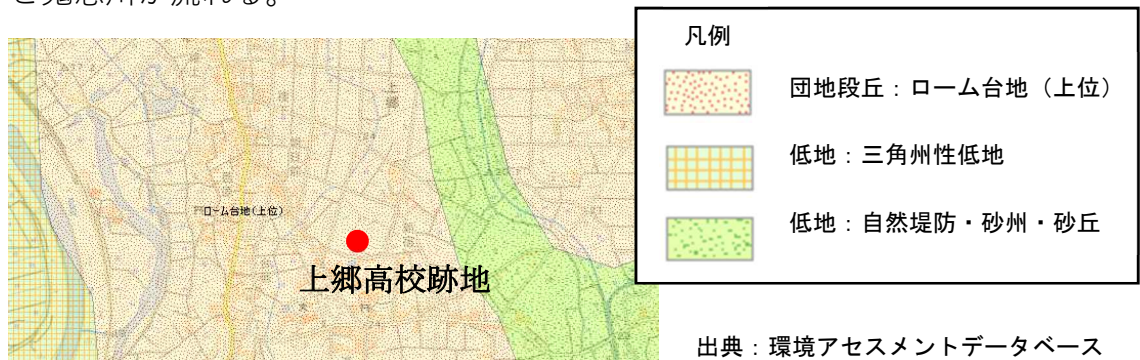 凡例
団地段丘：ローム台地（上位）
低地：三角州性低地
低地：自然堤防・砂州・砂丘
上郷
ローム台地(上位)
上郷高校跡地
出典：環境アセスメントデータベース